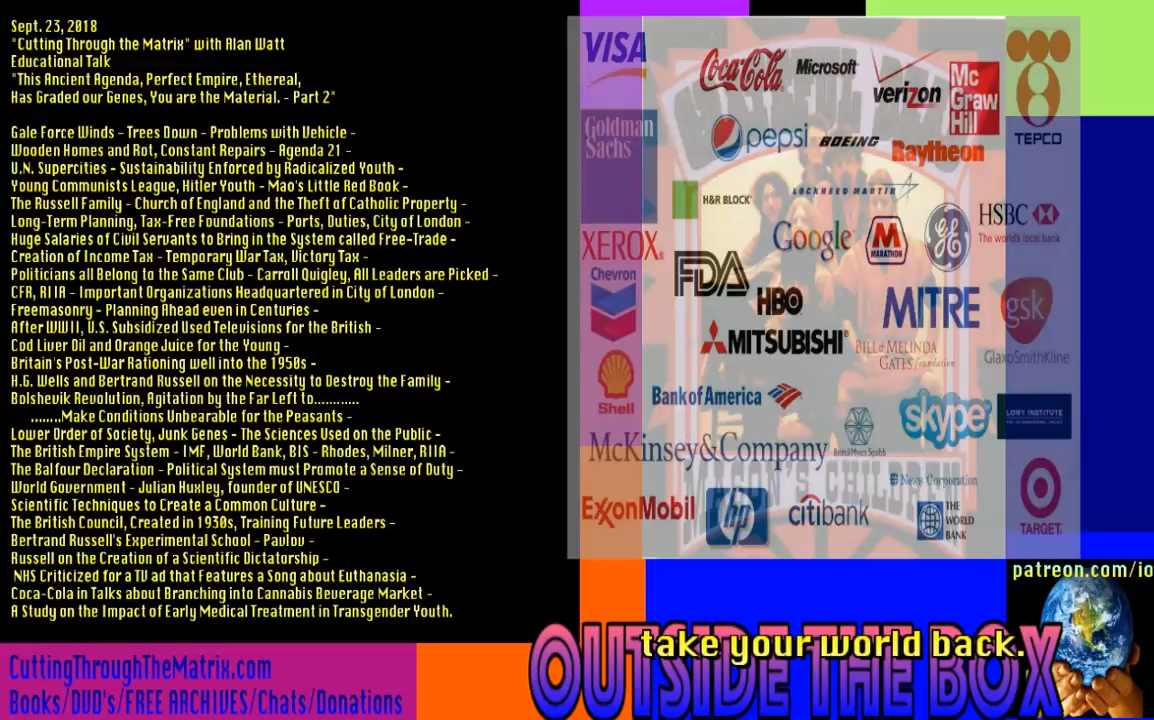 Sept. 23, 2018
"Cutting Through the Matrix" with Alan Watt
Educational Talk
"This Ancient Agenda, Perfect Empire, Ethereal,
Has Graded our Genes, You are the Material. - Part 2"
Gale Force Winds - Trees Down - Problems with Vehicle -
Wooden Homes and Rot, Constant Repairs - Agenda 21 -
U.N. Supercities - Sustainability Enforced by Radicalized Youth -
Young Communists League, Hitler Youth - Mao's Little Red Book -
The Russell Family - Church of England and the Theft of Catholic Property -
Long-Term Planning, Tax-Free Foundations - Ports, Duties, City of London -
Huge Salaries of Civil Servants to Bring in the System called Free-Trade -
Creation of Income Tax - Temporary War Tax, Victory Tax -
Politicians all Belong to the Same Club - Carroll Quigley, All Leaders are Picked -
CFR, RIIA - Important Organizations Headquartered in City of London -
Freemasonry - Planning Ahead even in Centuries -
After WWII, U.S. Subsidized Used Televisions for the British -
Cod Liver Oil and Orange Juice for the Young -
Britain's Post-War Rationing well into the 1950s -
H.G. Wells and Bertrand Russell on the Necessity to Destroy the Family -
Bolshevik Revolution, Agitation by the Far Left to............
........Make Conditions Unbearable for the Peasants -
Lower Order of Society, Junk Genes - The Sciences Used on the Public -
The British Empire System - IMF, World Bank, BIS - Rhodes, Milner, RIIA -
The Balfour Declaration - Political System must Promote a Sense of Duty -
World Government - Julian Huxley, founder of UNESCO -
Scientific Techniques to Create a Common Culture -
The British Council, Created in 1930s, Training Future Leaders -
Bertrand Russell's Experimental School - Pavlov -
Russell on the Creation of a Scientific Dictatorship -
NHS Criticized for a TV ad that Features a Song about Euthanasia -
Coca-Cola in Talks about Branching into Cannabis Beverage Market -
A Study on the Impact of Early Medical Treatment in Transgender Youth.
CuttingThroughTheMatrix.com
Books/DVD's/FREE ARCHIVES/Chats/Donations
VISA
Coca-Cola
Microsoft
verizon
Mc
Graw
Hill
TEPCO
Goldman
Sachs
pepsi
BOEING
Raytheon
LOCKHEED MARTIN
H&R BLOCK
XEROX
Google
MARATHON
GE
HSBC
The world's local bank
Chevron
FDA
HBO
MITRE
gsk
GlaxoSmithKline
MITSUBISHI
BILL & MELINDA
GATES foundation
Shell
Bank of America
skype
LOWY INSTITUTE
McKinsey&Company
Bristol-Myers Squibb
MANSON'S CHILDREN
News Corporation
ExxonMobil
hp
citibank
THE
WORLD
BANK
TARGET
patreon.com/io
OUTSIDE THE BOX
take your world back.